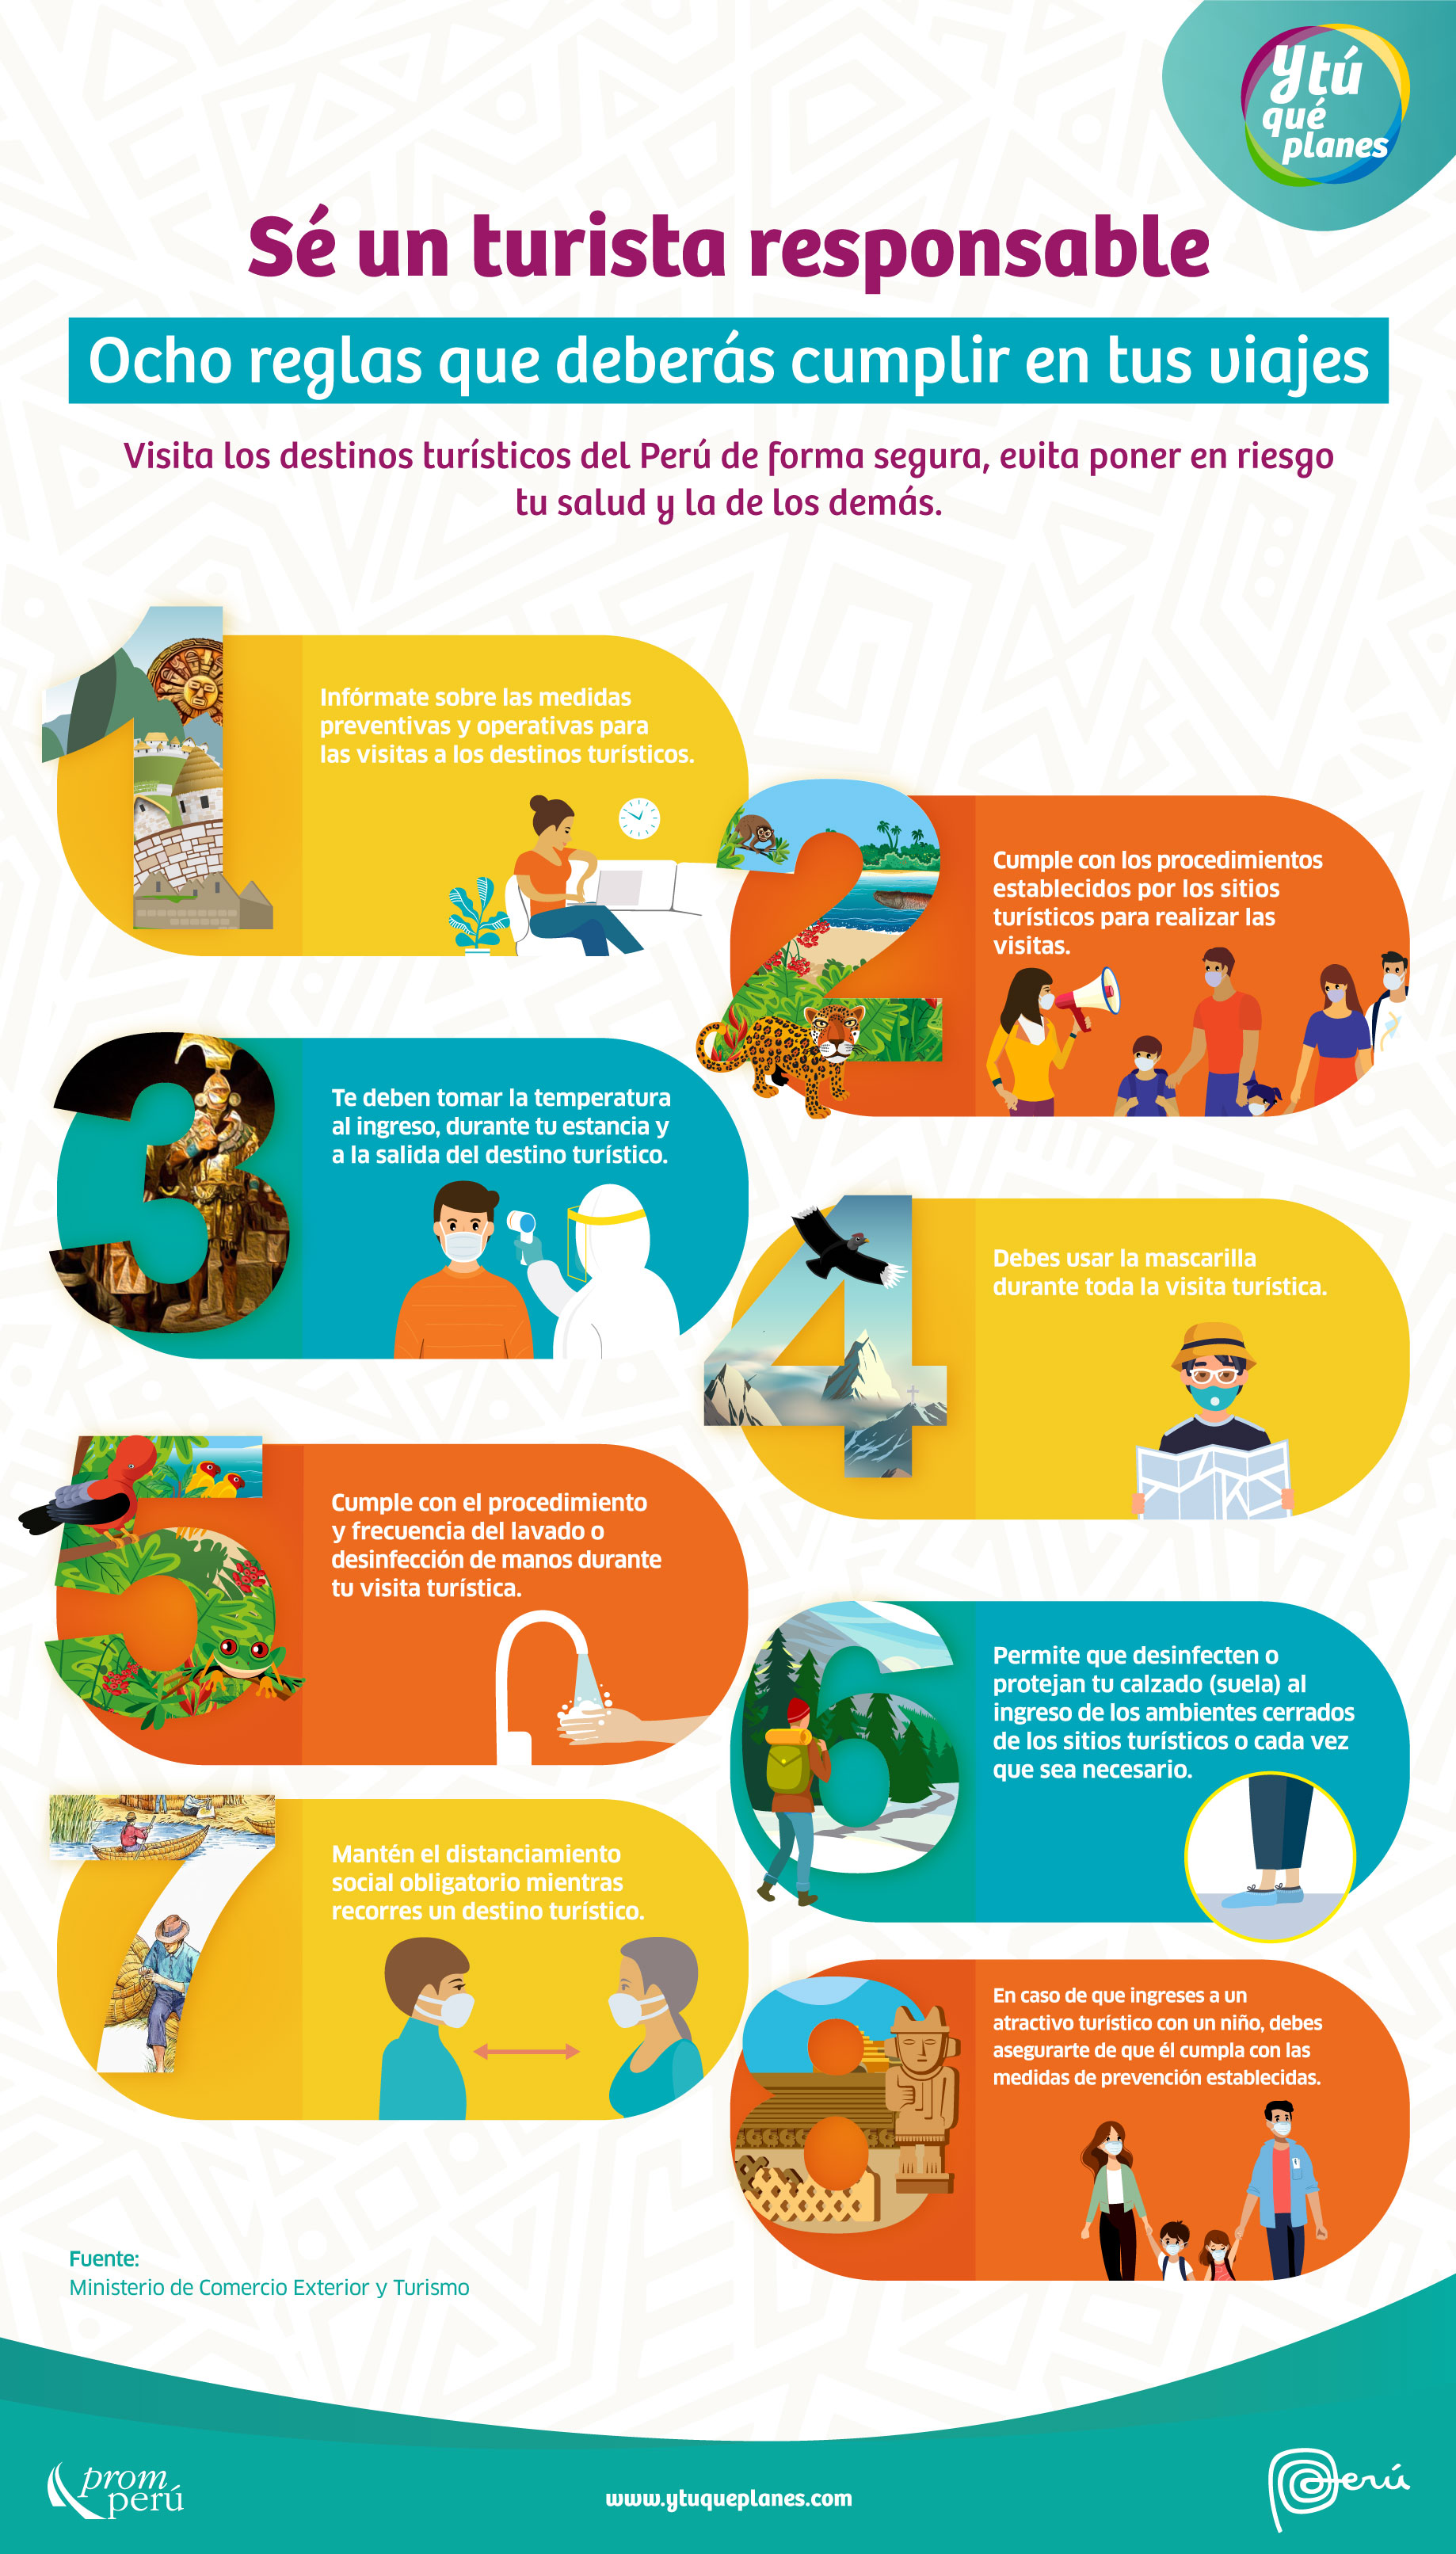 y tú
qué
planes
Sé un turista responsable
Ocho reglas que deberás cumplir en tus viajes
Visita los destinos turísticos del Perú de forma segura, evita poner en riesgo
tu salud y la de los demás.
1
Infórmate sobre las medidas
preventivas y operativas para
las visitas a los destinos turísticos.
2
Cumple con los procedimientos
establecidos por los sitios
turísticos para realizar las
visitas.
3
Te deben tomar la temperatura
al ingreso, durante tu estancia y
a la salida del destino turístico.
4
Debes usar la mascarilla
durante toda la visita turística.
5
Cumple con el procedimiento
y frecuencia del lavado o
desinfección de manos durante
tu visita turística.
6
Permite que desinfecten o
protejan tu calzado (suela) al
ingreso de los ambientes cerrados
de los sitios turísticos o cada vez
que sea necesario.
7
Mantén el distanciamiento
social obligatorio mientras
recorres un destino turístico.
8
En caso de que ingreses a un
atractivo turístico con un niño, debes
asegurarte de que él cumpla con las
medidas de prevención establecidas.
Fuente:
Ministerio de Comercio Exterior y Turismo
prom
perú
www.ytuqueplanes.com
Perú